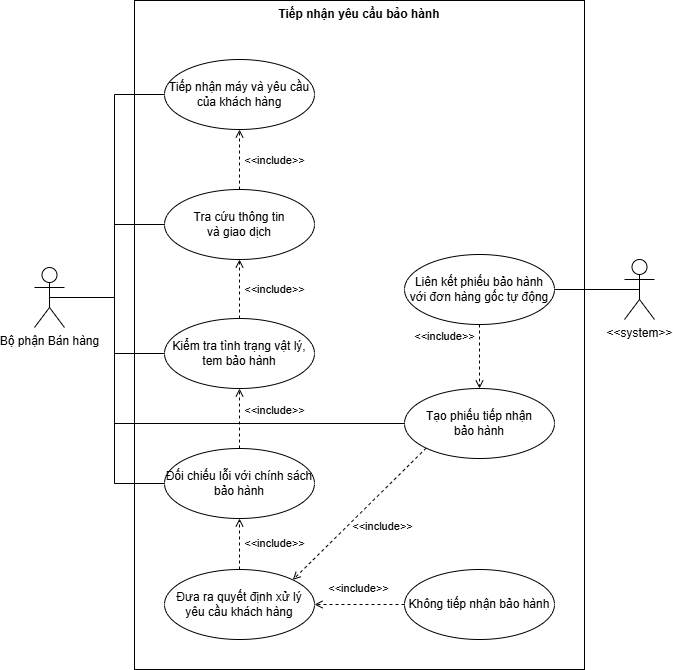 Tiếp nhận yêu cầu bảo hành
Tiếp nhận máy và yêu cầu
của khách hàng
<<include>>
Tra cứu thông tin
và giao dịch
<<include>>
Kiểm tra tình trạng vật lý,
tem bảo hành
<<include>>
Đối chiếu lỗi với chính sách
bảo hành
<<include>>
Đưa ra quyết định xử lý
yêu cầu khách hàng
Bộ phận Bán hàng
Liên kết phiếu bảo hành
với đơn hàng gốc tự động
<<include>>
Tạo phiếu tiếp nhận
bảo hành
<<include>>
<<include>>
Không tiếp nhận bảo hành
<<system>>